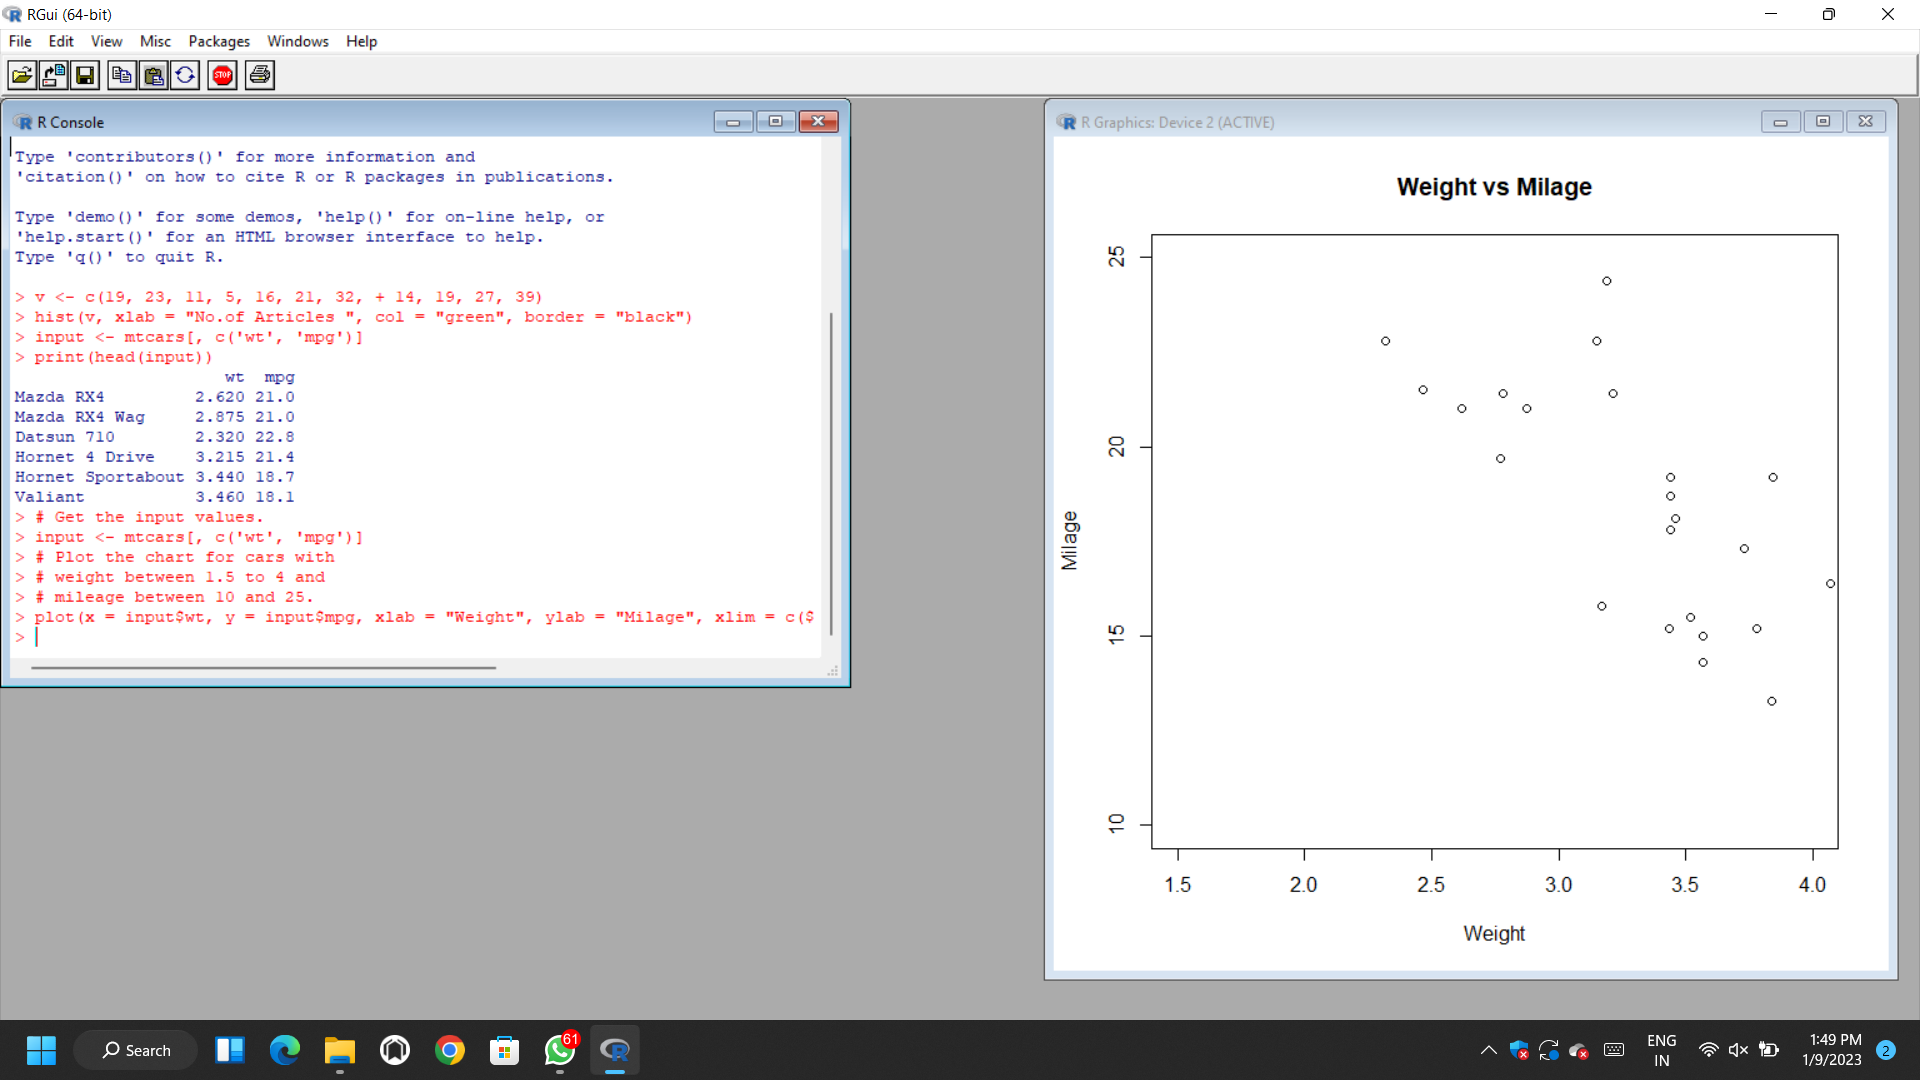 RGui (64-bit)
File Edit View Misc Packages Windows Help
STOP
R Console
Type 'contributors()' for more information and
'citation()' on how to cite R or R packages in publications.
Type 'demo()' for some demos, 'help()' for on-line help, or
'help.start()' for an HTML browser interface to help.
Type 'q()' to quit R.
> v <- c(19, 23, 11, 5, 16, 21, 32, + 14, 19, 27, 39)
> hist(v, xlab = "No.of Articles ", col = "green", border = "black")
> input <- mtcars[, c('wt', 'mpg')]
> print(head(input))
wt mpg
Mazda RX4 2.620 21.0
Mazda RX4 Wag 2.875 21.0
Datsun 710 2.320 22.8
Hornet 4 Drive 3.215 21.4
Hornet Sportabout 3.440 18.7
Valiant 3.460 18.1
> # Get the input values.
> input <- mtcars[, c('wt', 'mpg')]
> # Plot the chart for cars with
> # weight between 1.5 to 4 and
> # mileage between 10 and 25.
> plot(x = input$wt, y = input$mpg, xlab = "Weight", ylab = "Milage", xlim = c($
>
R Graphics: Device 2 (ACTIVE)
Weight vs Milage
25
20
15
10
Milage
1.5 2.0 2.5 3.0 3.5 4.0
Weight
Search
61
ENG
IN
1:49 PM
1/9/2023
2